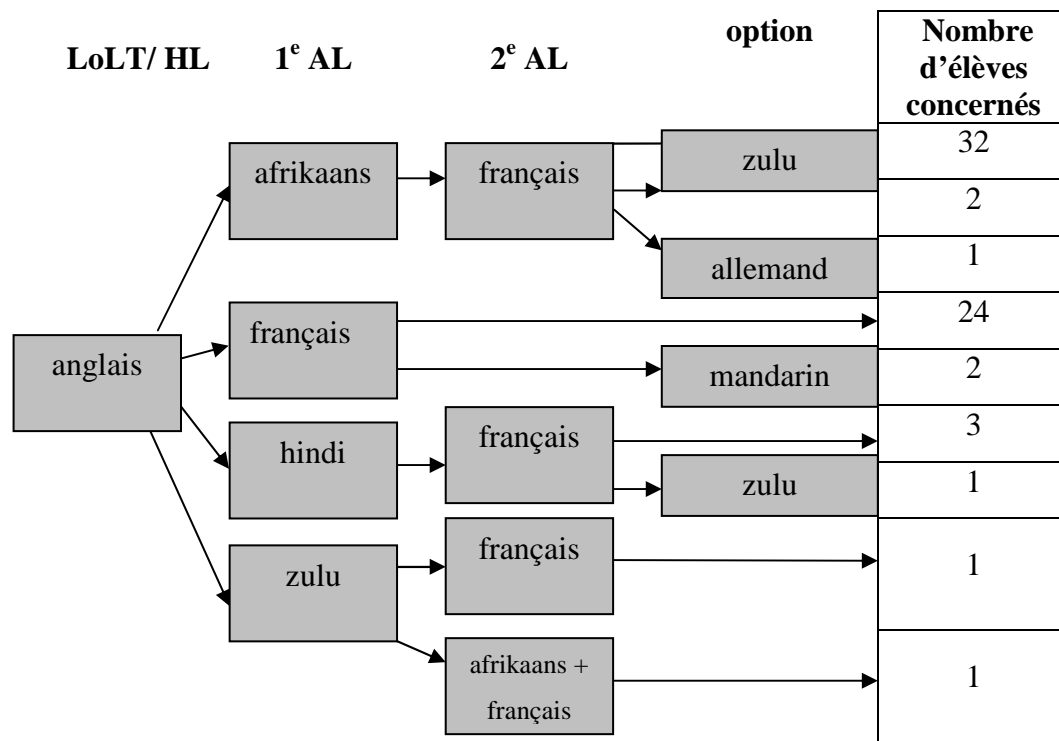 LoLT/ HL 1e AL 2e AL option Nombre
d’élèves
concernés
afrikaans français zulu 32
2
allemand 1
anglais français 24
mandarin 2
hindi français 3
zulu 1
zulu français 1
afrikaans + 1
français